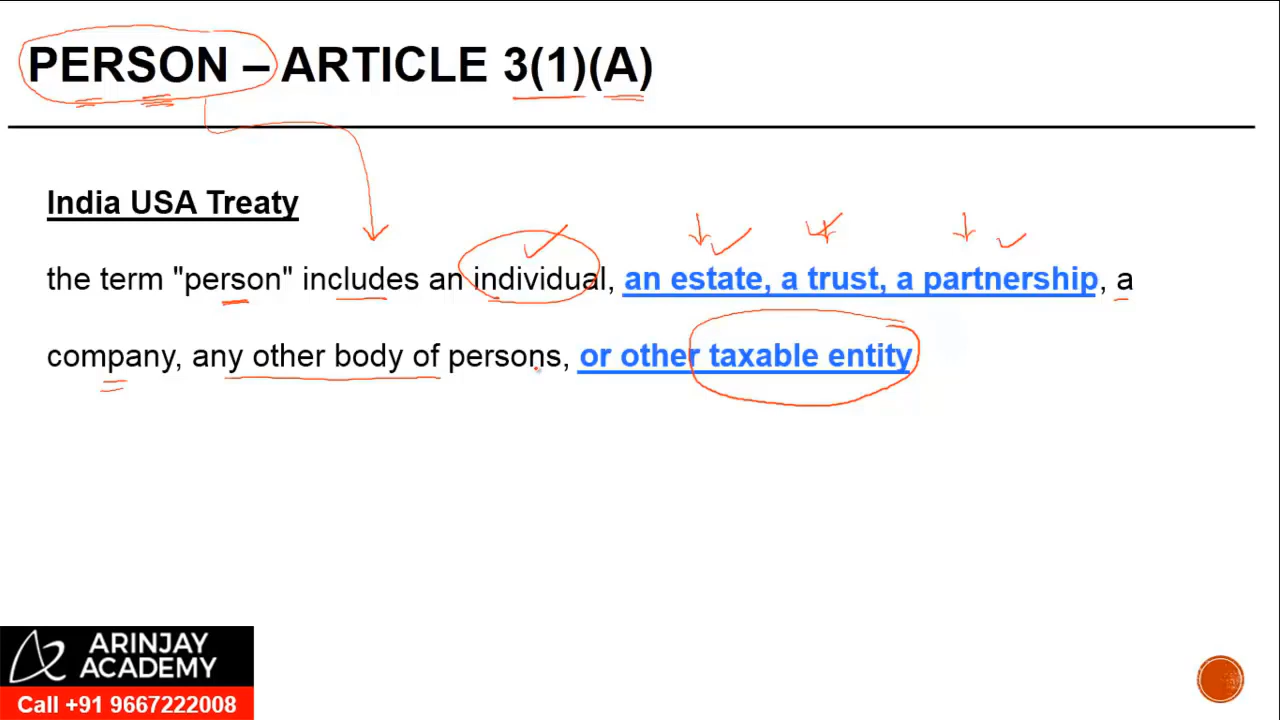 PERSON – ARTICLE 3(1)(A)
India USA Treaty
the term "person" includes an individual, an estate, a trust, a partnership, a
company, any other body of persons, or other taxable entity
ARINJAY
ACADEMY
Call +91 9667222008